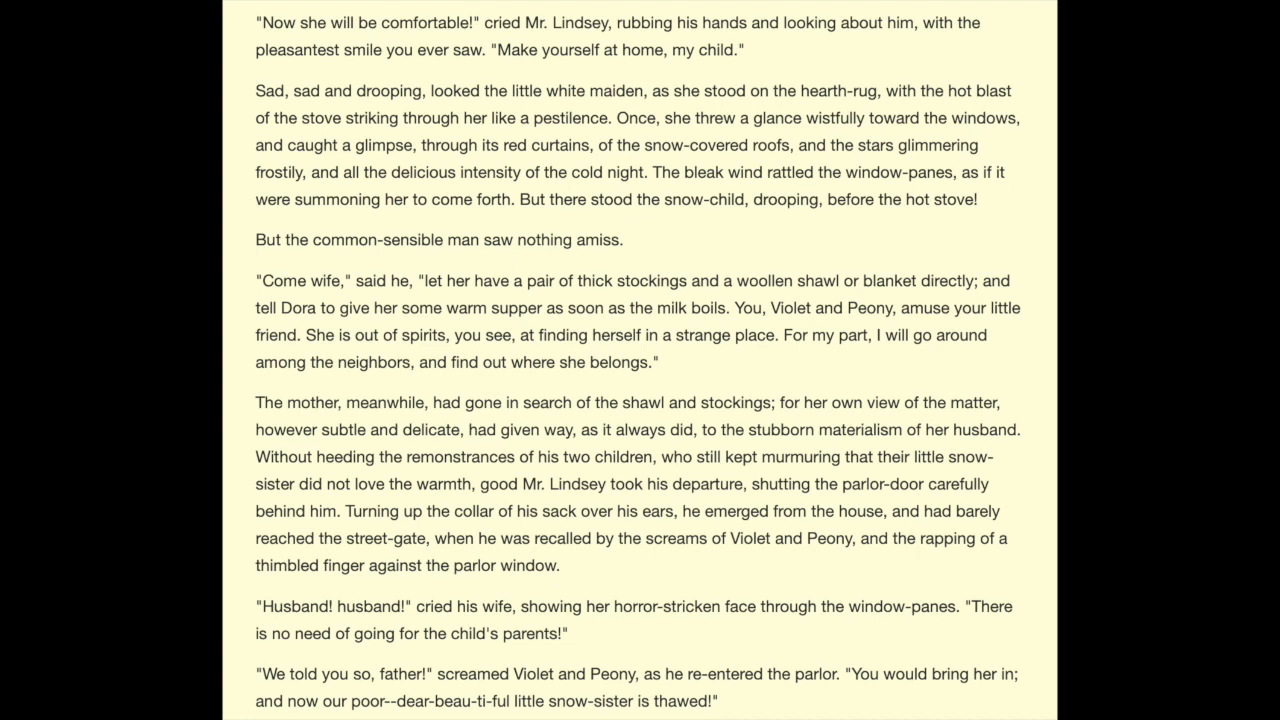 "Now she will be comfortable!" cried Mr. Lindsey, rubbing his hands and looking about him, with the
pleasantest smile you ever saw. "Make yourself at home, my child."
Sad, sad and drooping, looked the little white maiden, as she stood on the hearth-rug, with the hot blast
of the stove striking through her like a pestilence. Once, she threw a glance wistfully toward the windows,
and caught a glimpse, through its red curtains, of the snow-covered roofs, and the stars glimmering
frostily, and all the delicious intensity of the cold night. The bleak wind rattled the window-panes, as if it
were summoning her to come forth. But there stood the snow-child, drooping, before the hot stove!
But the common-sensible man saw nothing amiss.
"Come wife," said he, "let her have a pair of thick stockings and a woollen shawl or blanket directly; and
tell Dora to give her some warm supper as soon as the milk boils. You, Violet and Peony, amuse your little
friend. She is out of spirits, you see, at finding herself in a strange place. For my part, I will go around
among the neighbors, and find out where she belongs."
The mother, meanwhile, had gone in search of the shawl and stockings; for her own view of the matter,
however subtle and delicate, had given way, as it always did, to the stubborn materialism of her husband.
Without heeding the remonstrances of his two children, who still kept murmuring that their little snow-
sister did not love the warmth, good Mr. Lindsey took his departure, shutting the parlor-door carefully
behind him. Turning up the collar of his sack over his ears, he emerged from the house, and had barely
reached the street-gate, when he was recalled by the screams of Violet and Peony, and the rapping of a
thimbled finger against the parlor window.
"Husband! husband!" cried his wife, showing her horror-stricken face through the window-panes. "There
is no need of going for the child's parents!"
"We told you so, father!" screamed Violet and Peony, as he re-entered the parlor. "You would bring her in;
and now our poor--dear-beau-ti-ful little snow-sister is thawed!"